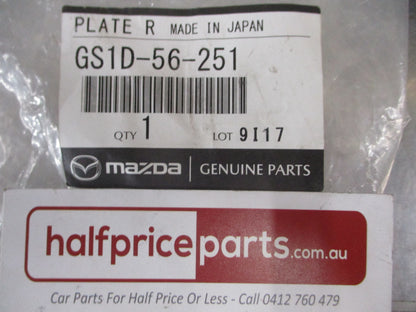 PLATE R MADE IN JAPAN
GS1D-56-251
QTY 1 LOT 9I17
mazda GENUINE PARTS
halfpriceparts.com.au
Car Parts For Half Price Or Less - Call 0412 760 479